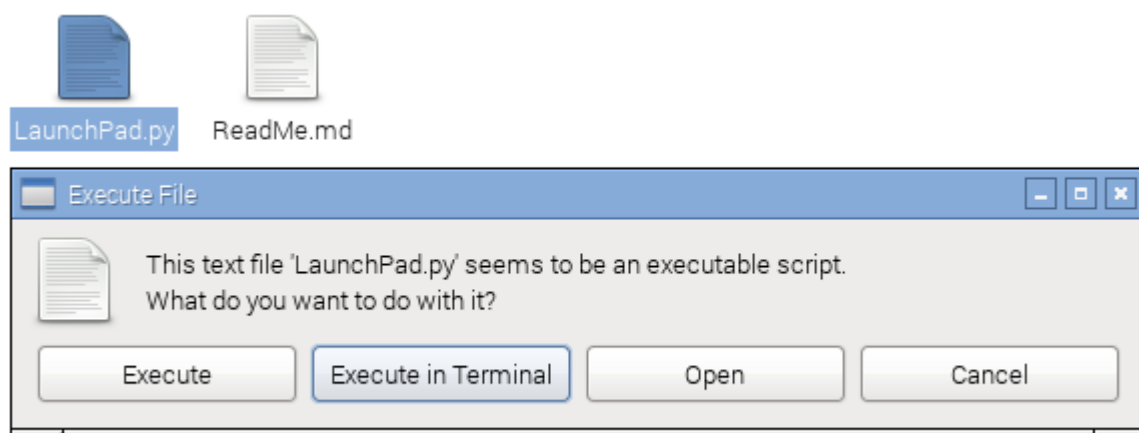 LaunchPad.py ReadMe.md
Execute File
This text file 'LaunchPad.py' seems to be an executable script.
What do you want to do with it?
Execute Execute in Terminal Open Cancel